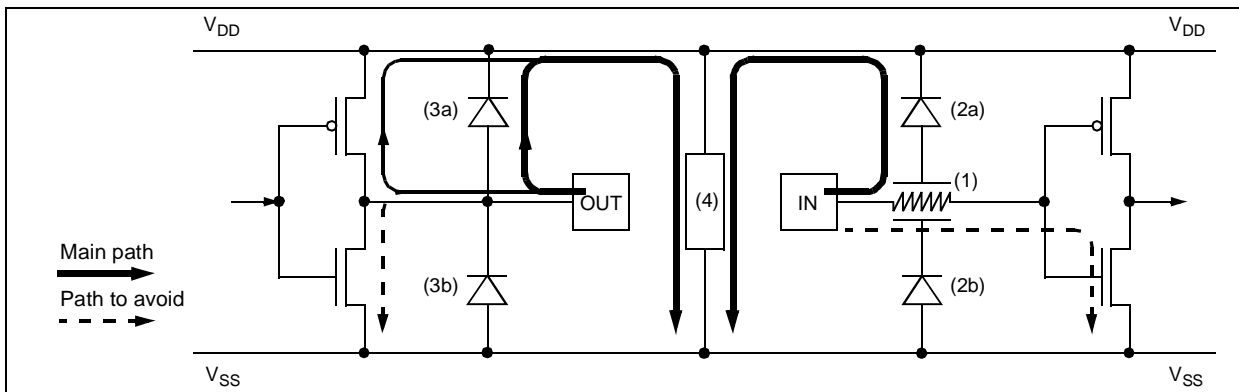 V_DD V_DD
(3a) (2a)
(1)
OUT (4) IN
Main path
(3b) (2b)
Path to avoid
V_SS V_SS